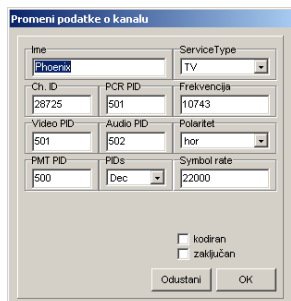 Promeni podatke o kanalu
Ime
ServiceType
Phoenix
TV
Ch. ID
PCR PID
Frekvencija
28725
501
10743
Video PID
Audio PID
Polaritet
501
502
hor
PMT PID
PIDs
Symbol rate
500
Dec
22000
kodiran
zaključan
Odustani
OK